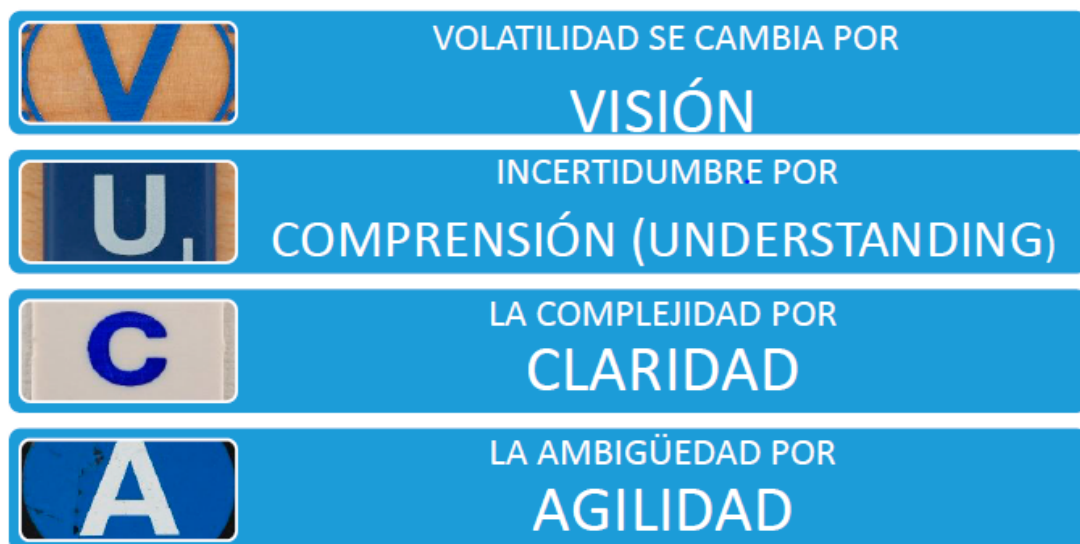 V
VOLATILIDAD SE CAMBIA POR
VISIÓN
U
INCERTIDUMBRE POR
COMPRENSIÓN (UNDERSTANDING)
C
LA COMPLEJIDAD POR
CLARIDAD
A
LA AMBIGÜEDAD POR
AGILIDAD